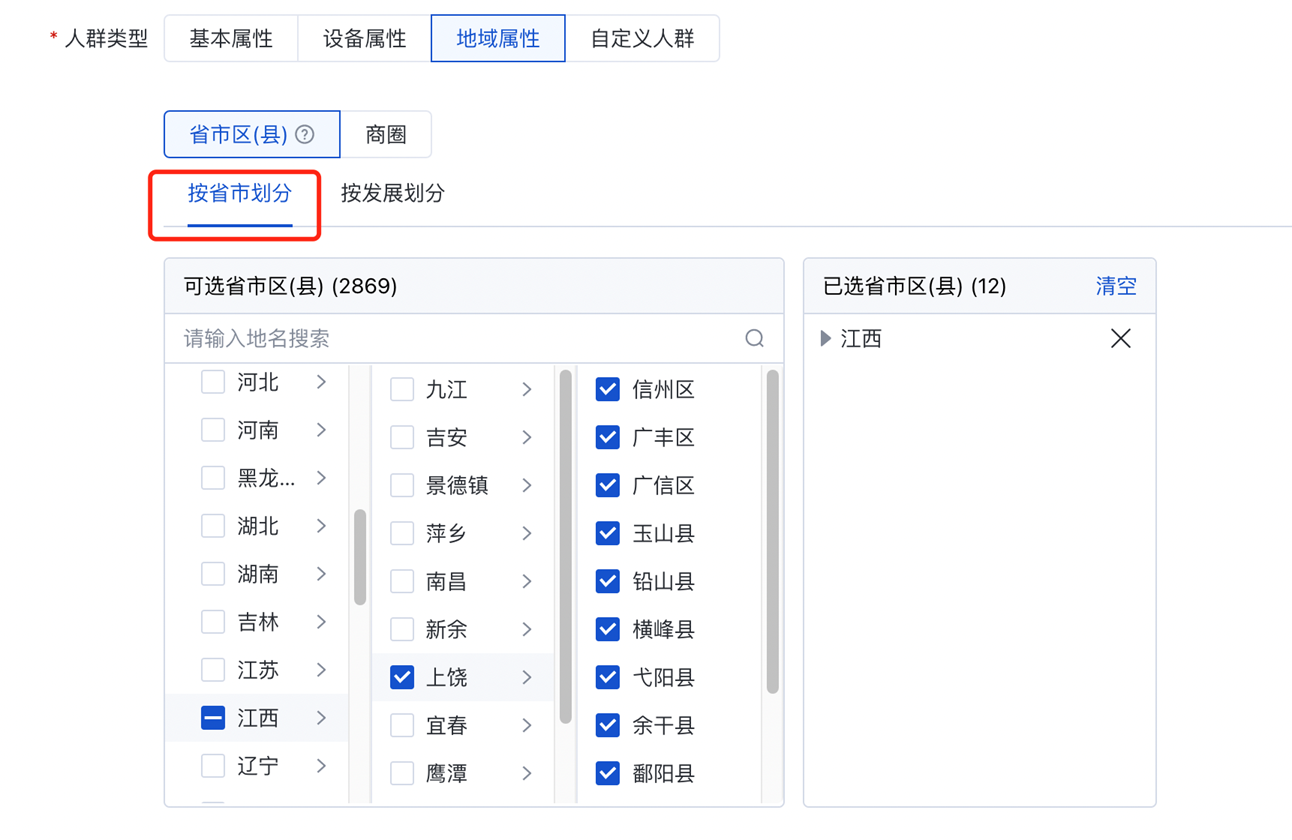 * 人群类型 基本属性 设备属性 地域属性 自定义人群
省市区(县) ? 商圈
按省市划分 按发展划分
可选省市区(县) (2869)
请输入地名搜索
河北
河南
黑龙...
湖北
湖南
吉林
江苏
江西
辽宁
九江
吉安
景德镇
萍乡
南昌
新余
上饶
宜春
鹰潭
信州区
广丰区
广信区
玉山县
铅山县
横峰县
弋阳县
余干县
鄱阳县
已选省市区(县) (12) 清空
江西